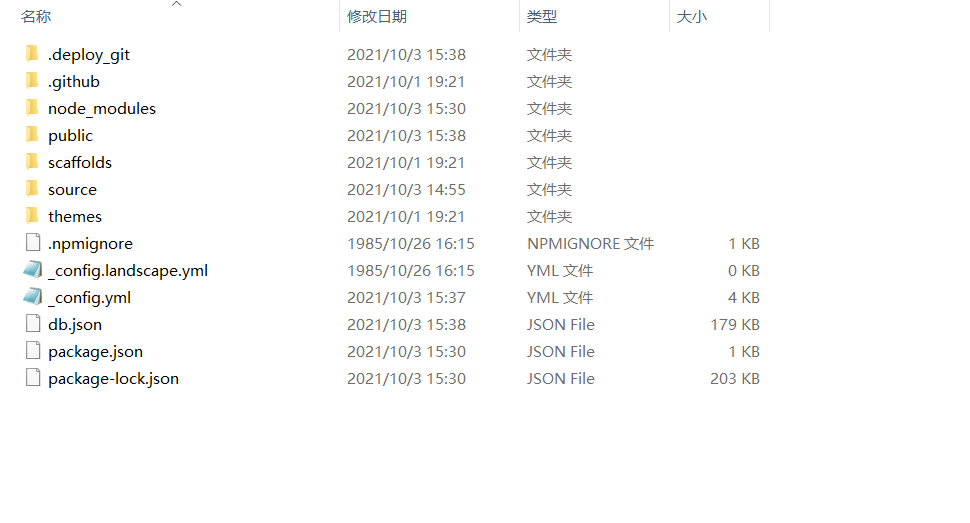 名称 修改日期 类型 大小
.deploy_git 2021/10/3 15:38 文件夹
.github 2021/10/1 19:21 文件夹
node_modules 2021/10/3 15:30 文件夹
public 2021/10/3 15:38 文件夹
scaffolds 2021/10/1 19:21 文件夹
source 2021/10/3 14:55 文件夹
themes 2021/10/1 19:21 文件夹
.npmignore 1985/10/26 16:15 NPMIGNORE 文件 1 KB
_config.landscape.yml 1985/10/26 16:15 YML 文件 0 KB
_config.yml 2021/10/3 15:37 YML 文件 4 KB
db.json 2021/10/3 15:38 JSON File 179 KB
package.json 2021/10/3 15:30 JSON File 1 KB
package-lock.json 2021/10/3 15:30 JSON File 203 KB